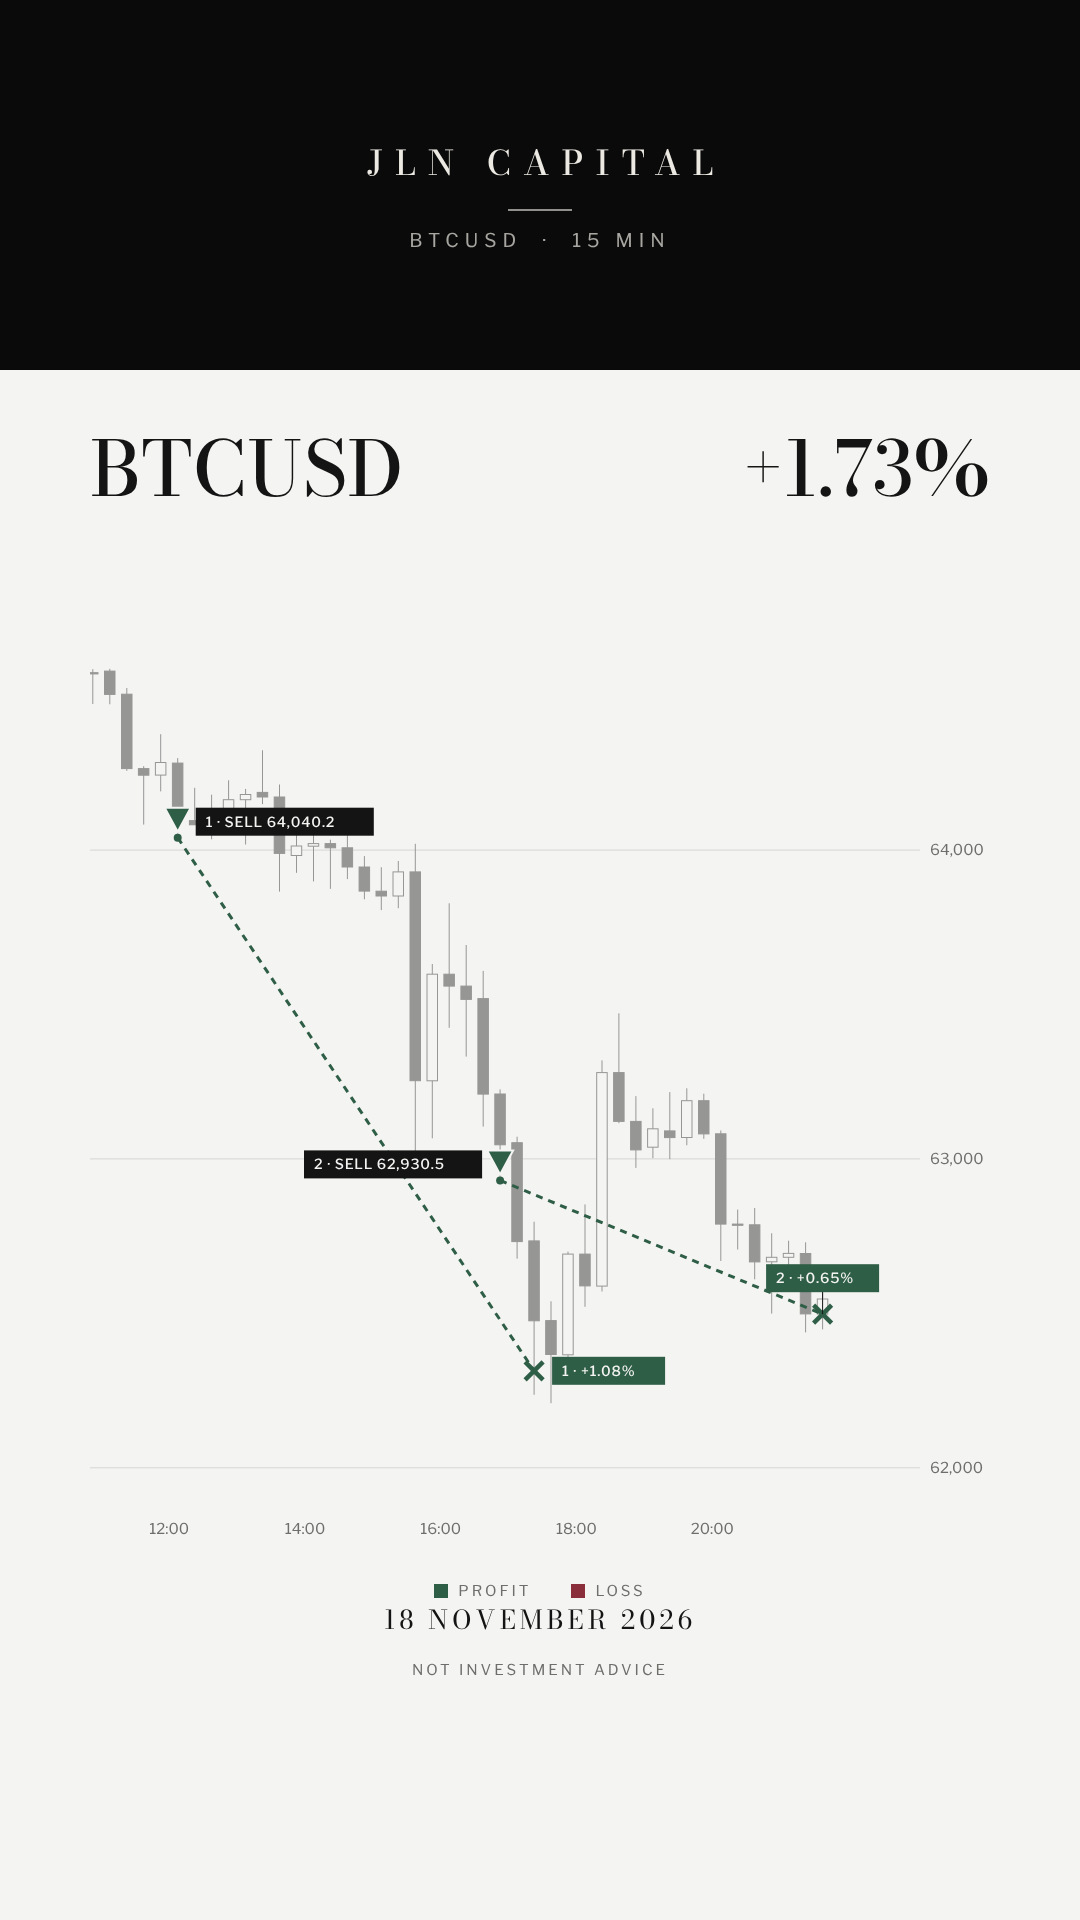 JLN CAPITAL
BTCUSD · 15 MIN
BTCUSD +1.73%
1 · SELL 64,040.2
64,000
2 · SELL 62,930.5
63,000
2 · +0.65%
1 · +1.08%
62,000
12:00 14:00 16:00 18:00 20:00
PROFIT LOSS
18 NOVEMBER 2026
NOT INVESTMENT ADVICE